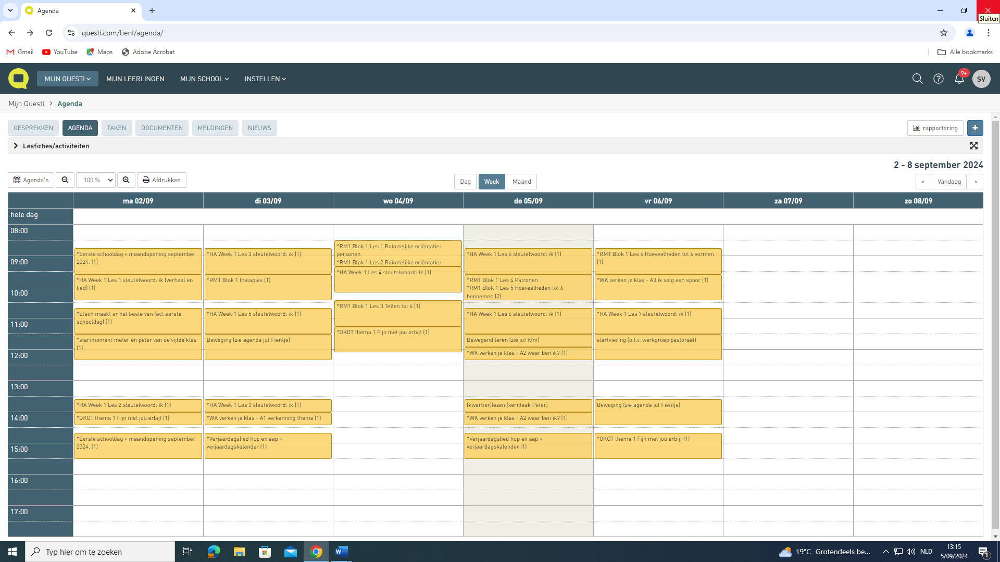 Agenda
Sluiten
questi.com/benl/agenda/
Gmail
YouTube
Maps
Adobe Acrobat
Alle bookmarks
MIJN QUESTI
MIJN LEERLINGEN
MIJN SCHOOL
INSTELLEN
9+
SV
Mijn Questi > Agenda
GESPREKKEN
AGENDA
TAKEN
DOCUMENTEN
MELDINGEN
NIEUWS
rapportering
+
Lesfiches/activiteiten
2 - 8 september 2024
Agenda's
100 %
Afdrukken
Dag
Week
Maand
<
Vandaag
>
ma 02/09
di 03/09
wo 04/09
do 05/09
vr 06/09
za 07/09
zo 08/09
hele dag
08:00
09:00
10:00
11:00
12:00
13:00
14:00
15:00
16:00
17:00
*Eerste schooldag + maandopening september
2024. (1)
*HA Week 1 Les 1 sleutelwoord: ik (verhaal en
lied) (1)
*Stach maakt er het beste van (act eerste
schooldag) (1)
*startmoment meter en peter van de vijfde klas
(1)
*HA Week 1 Les 2 sleutelwoord: ik (1)
*OKOT thema 1 Fijn met jou erbij! (1)
*Eerste schooldag + maandopening september
2024. (1)
*HA Week 1 Les 3 sleutelwoord: ik (1)
*RM1 Blok 1 Instaples (1)
*HA Week 1 Les 5 sleutelwoord: ik (1)
Beweging (zie agenda juf Fientje)
*HA Week 1 Les 3 sleutelwoord: ik (1)
*WK verken je klas - A1 verkenning thema (1)
*Verjaardagslied hup en aap +
verjaardagskalender (1)
*RM1 Blok 1 Les 1 Ruimtelijke oriëntatie:
personen
*RM1 Blok 1 Les 2 Ruimtelijke oriëntatie:
*HA Week 1 Les 4 sleutelwoord: ik (1)
*RM1 Blok 1 Les 3 Tellen tot 6 (1)
*OKOT thema 1 Fijn met jou erbij! (1)
*HA Week 1 Les 6 sleutelwoord: ik (1)
*RM1 Blok 1 Les 4 Patronen
*RM1 Blok 1 Les 5 Hoeveelheden tot 6
benoemen (2)
*HA Week 1 Les 6 sleutelwoord: ik (1)
Bewegend leren (zie juf Kim)
*WK verken je klas - A2 waar ben ik? (1)
(kwartier)lezen (kerntaak Peter)
*WK verken je klas - A2 waar ben ik? (1)
*Verjaardagslied hup en aap +
verjaardagskalender (1)
*RM1 Blok 1 Les 6 Hoeveelheden tot 6 vormen
(1)
*WK verken je klas - A3 ik volg een spoor (1)
*HA Week 1 Les 7 sleutelwoord: ik (1)
startviering (o.l.v. werkgroep pastoraal)
Beweging (zie agenda juf Fientje)
*OKOT thema 1 Fijn met jou erbij! (1)
Typ hier om te zoeken
19°C Grotendeels be...
NLD
13:15
5/09/2024
1